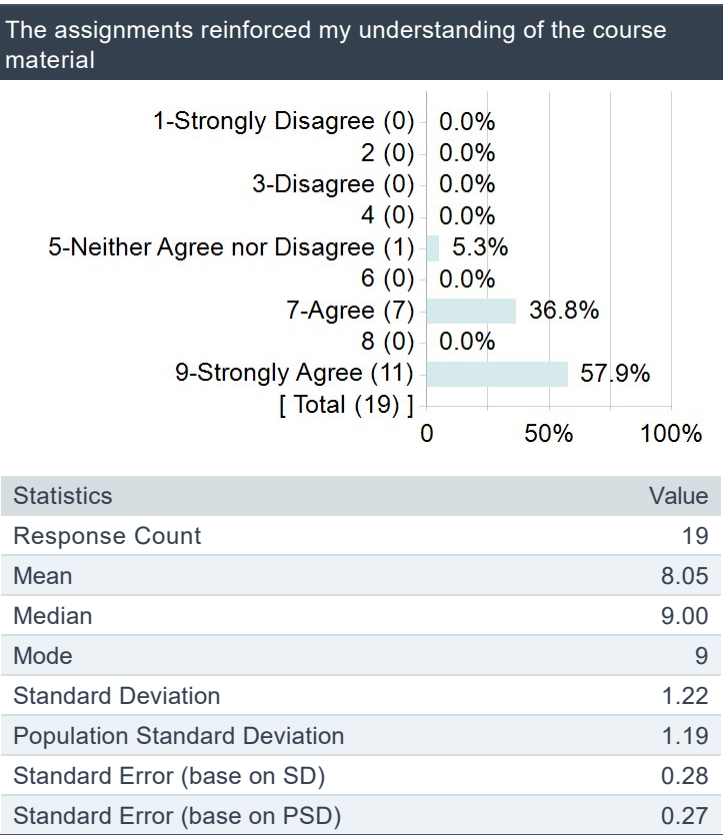 The assignments reinforced my understanding of the course
material
1-Strongly Disagree (0) 0.0%
2 (0) 0.0%
3-Disagree (0) 0.0%
4 (0) 0.0%
5-Neither Agree nor Disagree (1) 5.3%
6 (0) 0.0%
7-Agree (7) 36.8%
8 (0) 0.0%
9-Strongly Agree (11) 57.9%
[ Total (19) ]
0 50% 100%
Statistics Value
Response Count 19
Mean 8.05
Median 9.00
Mode 9
Standard Deviation 1.22
Population Standard Deviation 1.19
Standard Error (base on SD) 0.28
Standard Error (base on PSD) 0.27